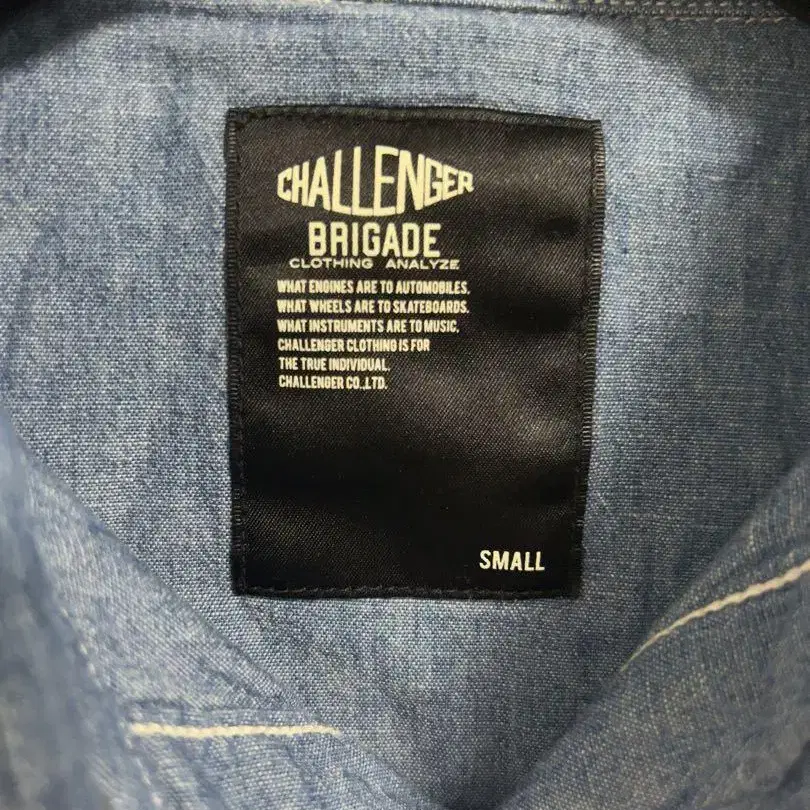 CHALLENGER
BRIGADE
CLOTHING ANALYZE
WHAT ENGINES ARE TO AUTOMOBILES.
WHAT WHEELS ARE TO SKATEBOARDS.
WHAT INSTRUMENTS ARE TO MUSIC.
CHALLENGER CLOTHING IS FOR
THE TRUE INDIVIDUAL.
CHALLENGER CO.,LTD.
SMALL